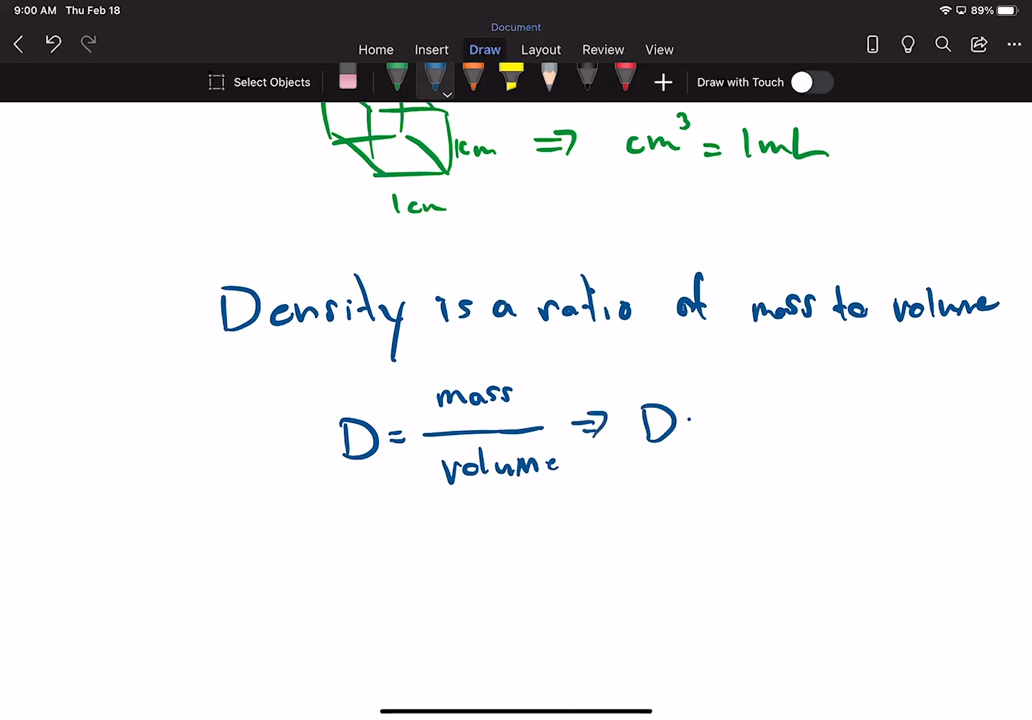 9:00 AM Thu Feb 18 89%
Document
Home Insert Draw Layout Review View
Select Objects Draw with Touch
1cm ⇒ cm³ = 1mL
1cm
Density is a ratio of mass to volume
D = mass / volume ⇒ D